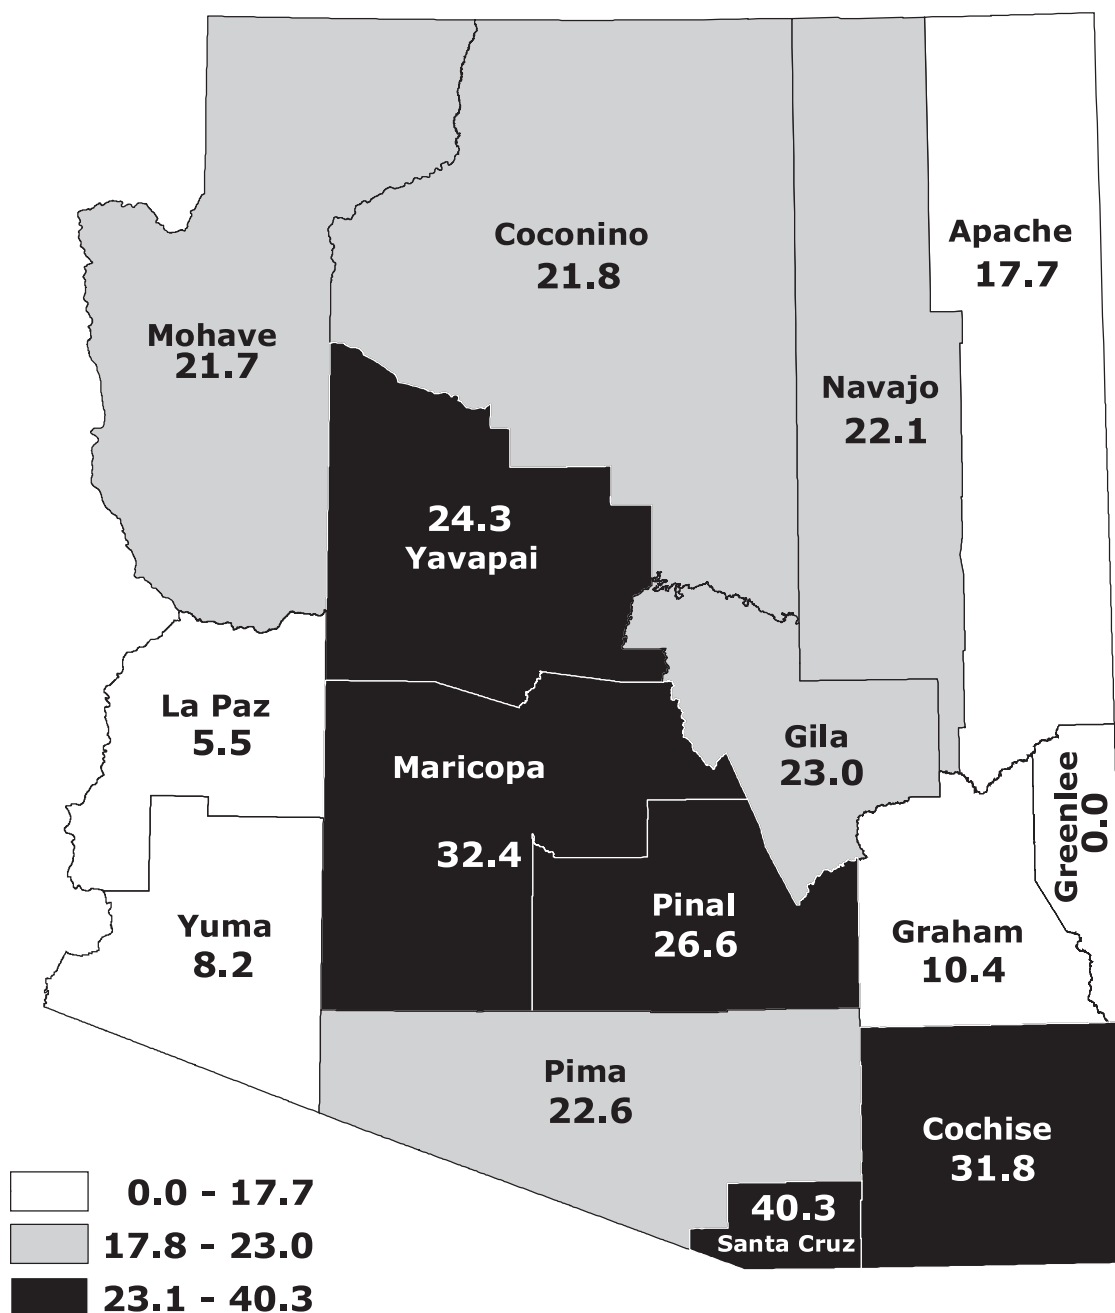 Coconino
21.8
Apache
17.7
Mohave
21.7
Navajo
22.1
24.3
Yavapai
La Paz
5.5
Maricopa
32.4
Gila
23.0
Greenlee
0.0
Yuma
8.2
Pinal
26.6
Graham
10.4
Pima
22.6
Cochise
31.8
40.3
Santa Cruz
0.0 - 17.7
17.8 - 23.0
23.1 - 40.3